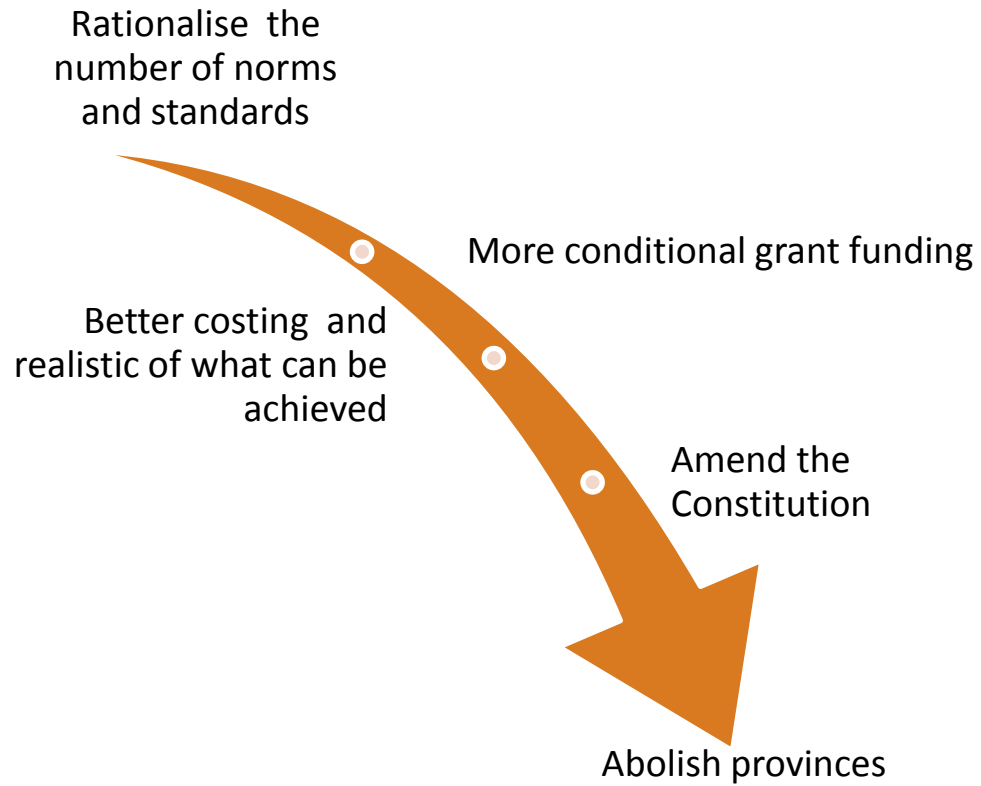 Rationalise the
number of norms
and standards
More conditional grant funding
Better costing and
realistic of what can be
achieved
Amend the
Constitution
Abolish provinces